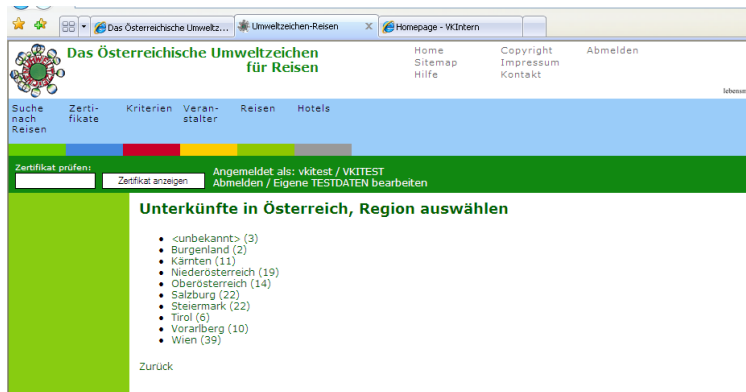 Das Österreichische Umweltz...
Umweltzeichen-Reisen
Homepage - VKIntern
Das Österreichische Umweltzeichen
für Reisen
Home
Sitemap
Hilfe
Copyright
Impressum
Kontakt
Abmelden
Suche
nach
Reisen
Zerti-
fikate
Kriterien
Veran-
stalter
Reisen
Hotels
Zertifikat prüfen:
Zertifikat anzeigen
Angemeldet als: vkitest / VKITEST
Abmelden / Eigene TESTDATEN bearbeiten
Unterkünfte in Österreich, Region auswählen
<unbekannt> (3)
Burgenland (2)
Kärnten (11)
Niederösterreich (19)
Oberösterreich (14)
Salzburg (22)
Steiermark (22)
Tirol (6)
Vorarlberg (10)
Wien (39)
Zurück